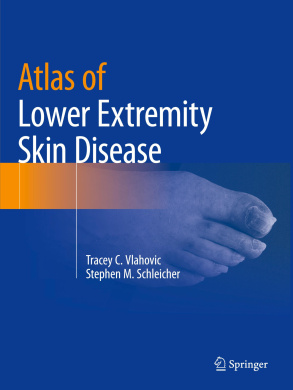 Atlas of
Lower Extremity
Skin Disease
Tracey C. Vlahovic
Stephen M. Schleicher
Springer